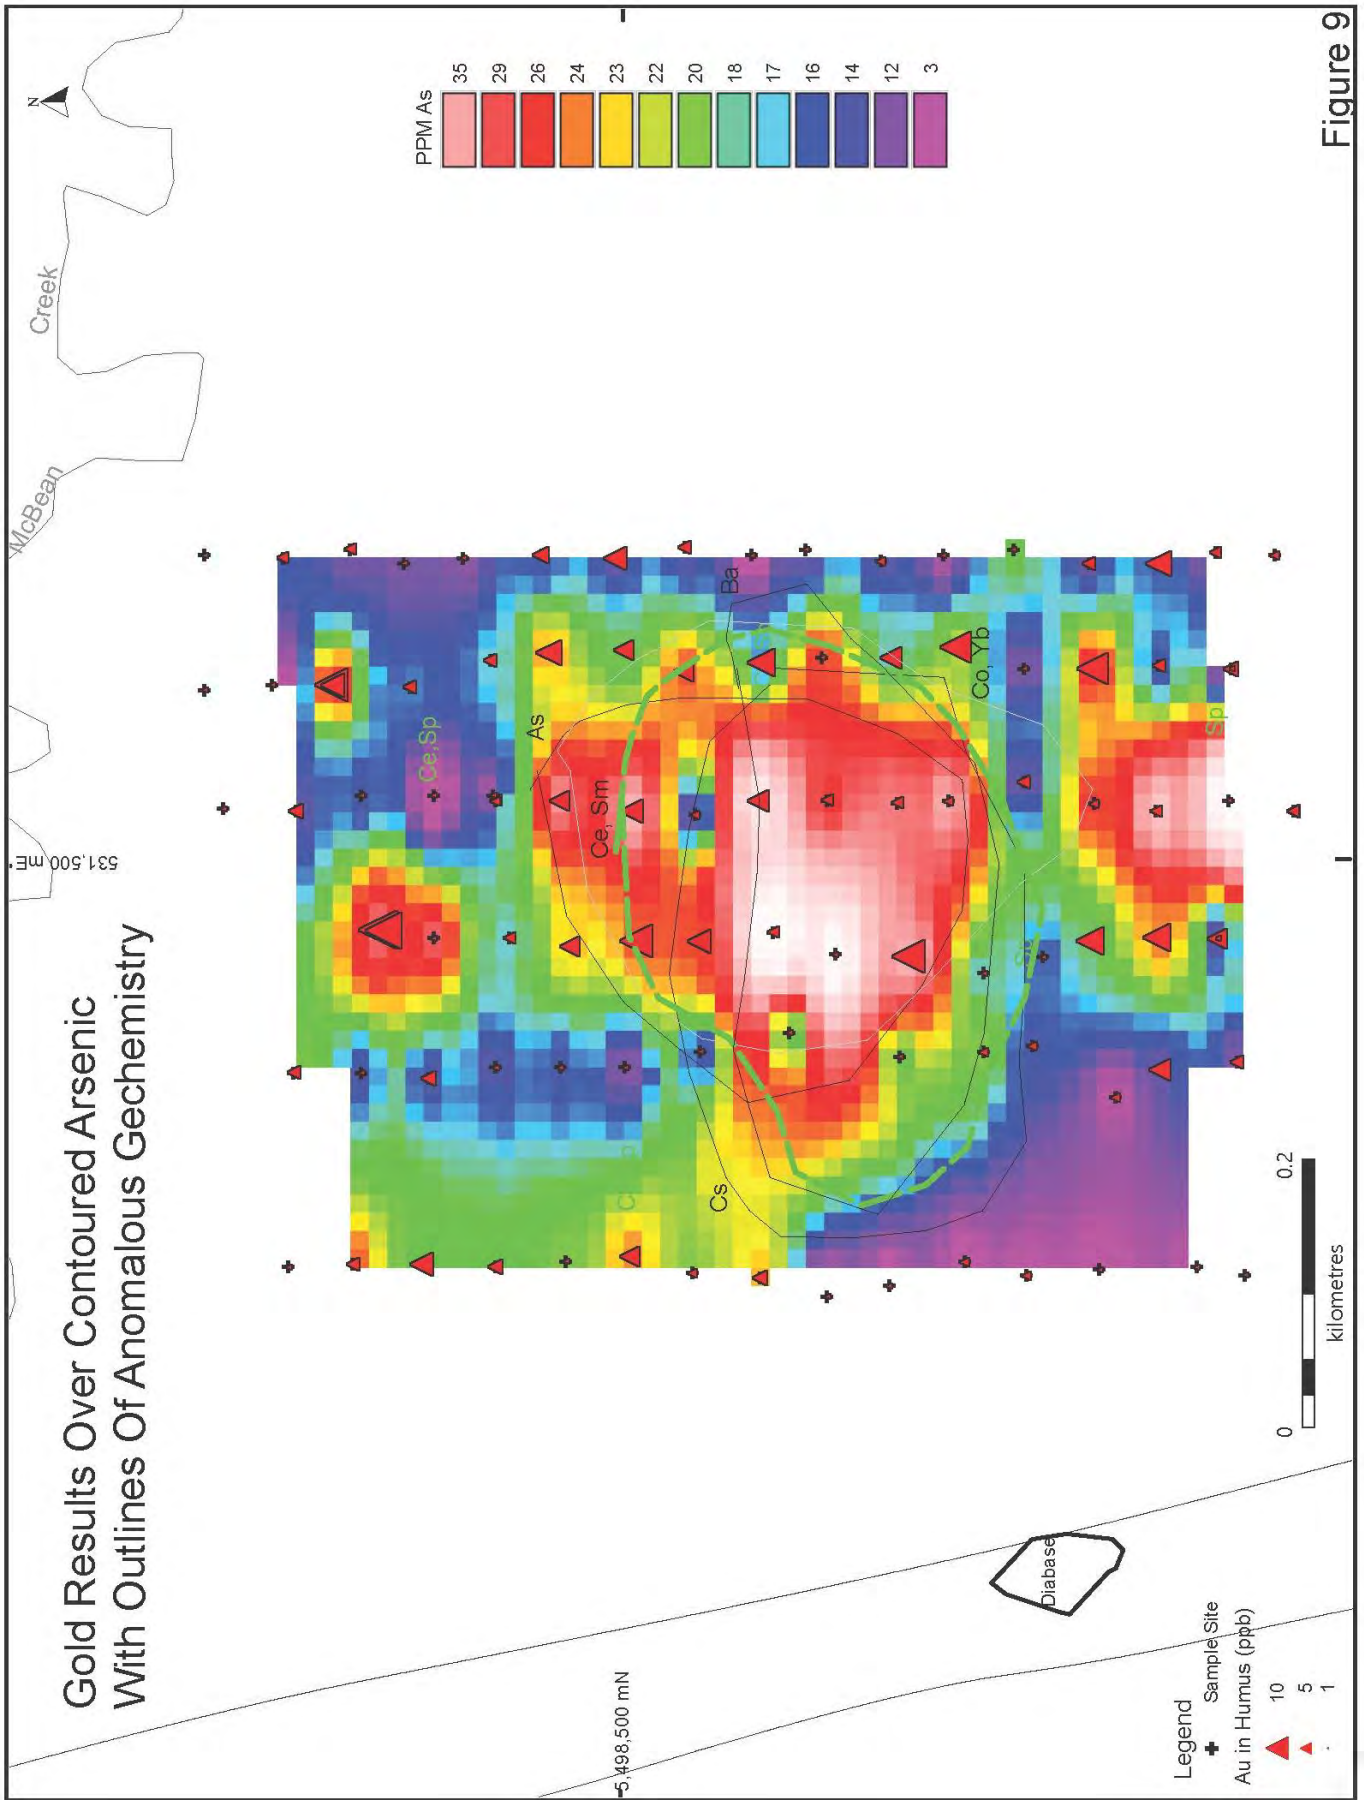 Gold Results Over Contoured Arsenic
With Outlines Of Anomalous Gechemistry
McBean
Creek
N
531,500 mE
5,498,500 mN
PPM As
35
29
26
24
23
22
20
18
17
16
14
12
3
Ce,Sp
As
Ce, Sm
Ba
Co, Yb
Sp
Cs
Diabase
Legend
Sample Site
Au in Humus (ppb)
10
5
1
0
0.2
kilometres
Figure 9